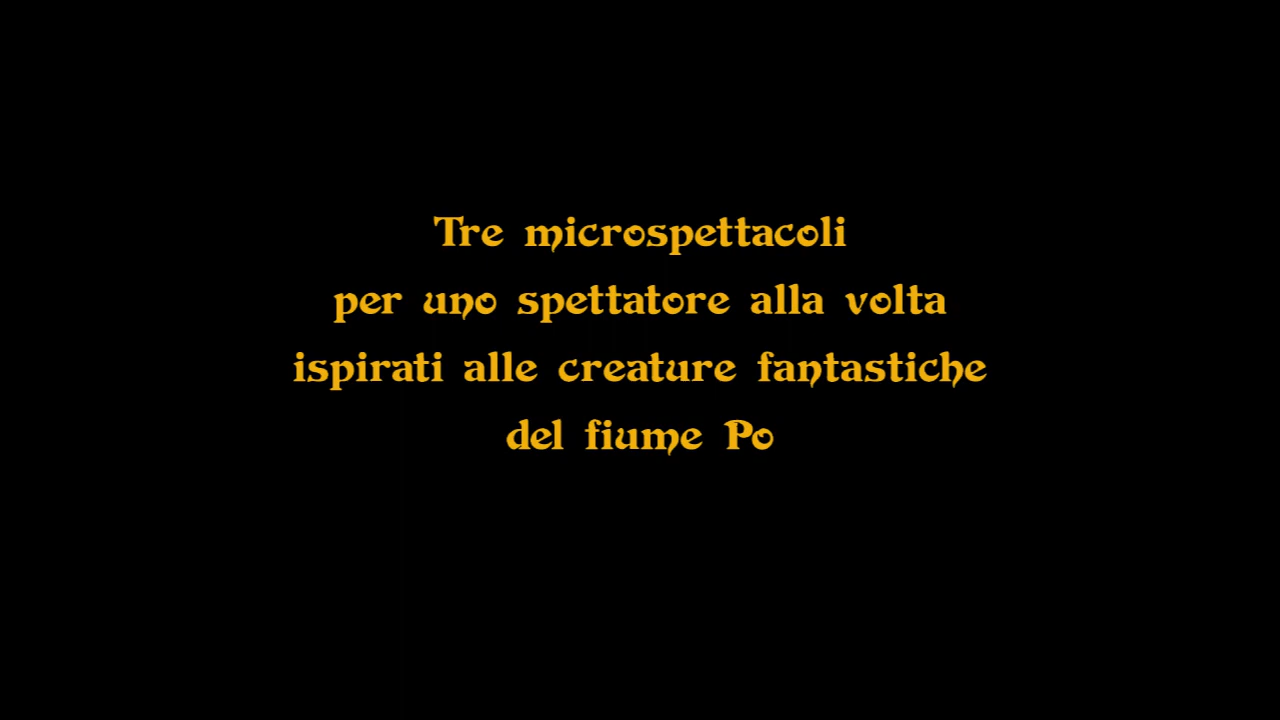 Tre microspettacoli
per uno spettatore alla volta
ispirati alle creature fantastiche
del fiume Po